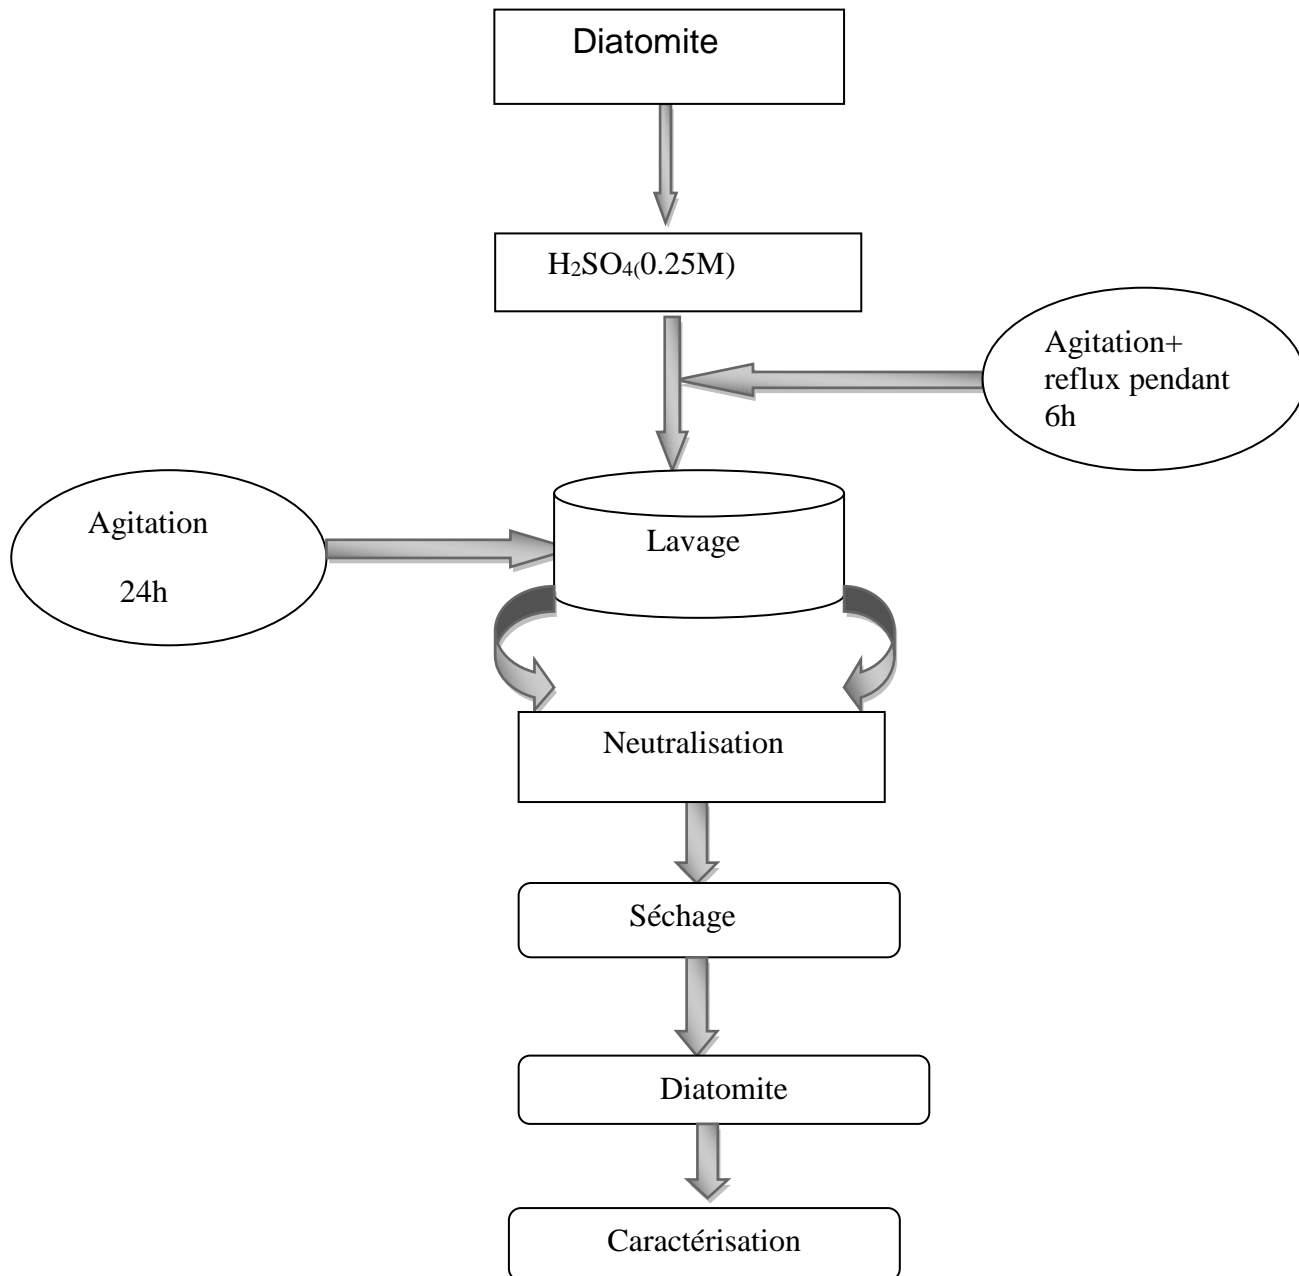 Diatomite
H₂SO₄₍0.25M)
Agitation+
reflux pendant
6h
Agitation
24h
Lavage
Neutralisation
Séchage
Diatomite
Caractérisation